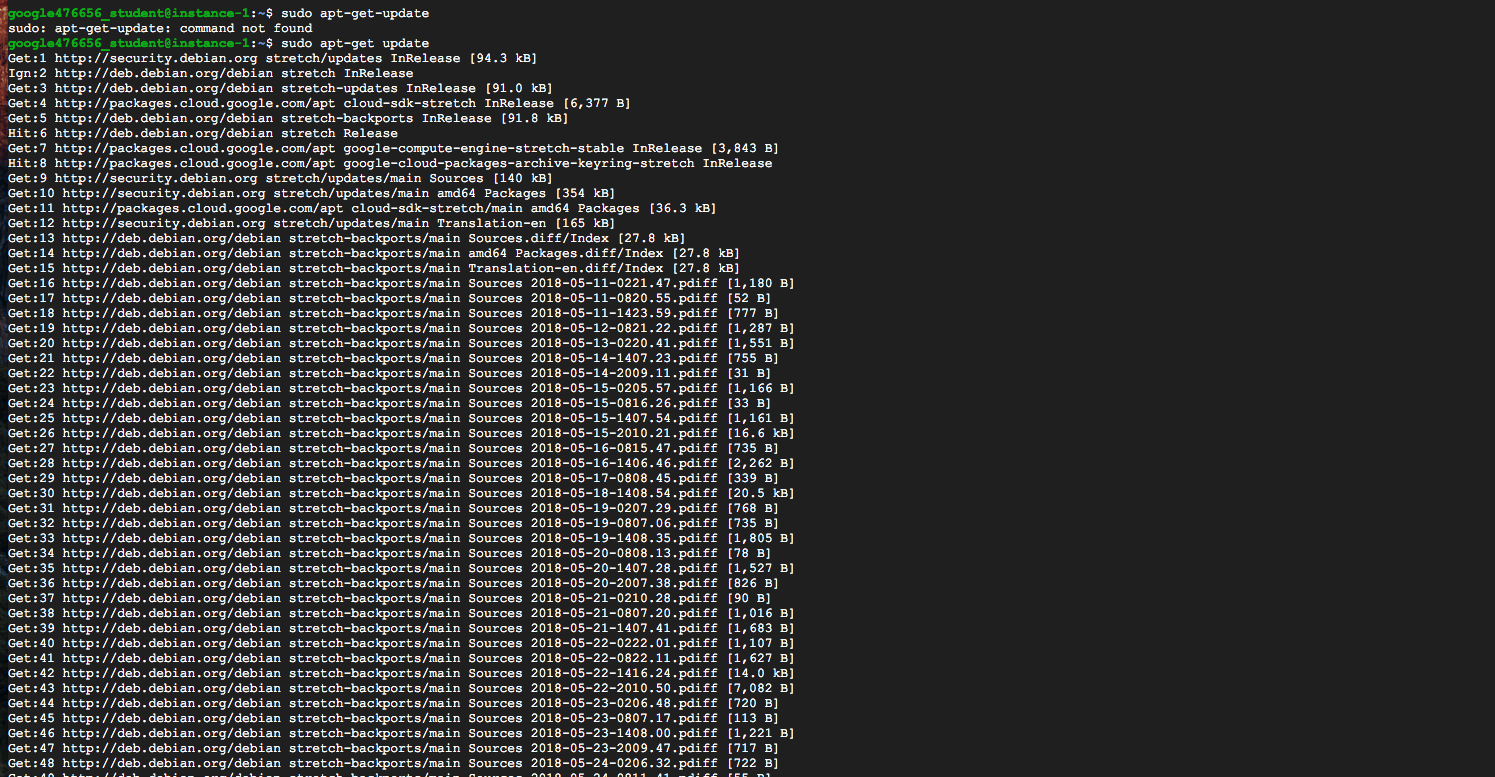 google476656_student@instance-1:~$ sudo apt-get-update
sudo: apt-get-update: command not found
google476656_student@instance-1:~$ sudo apt-get update
Get:1 http://security.debian.org stretch/updates InRelease [94.3 kB]
Ign:2 http://deb.debian.org/debian stretch InRelease
Get:3 http://deb.debian.org/debian stretch-updates InRelease [91.0 kB]
Get:4 http://packages.cloud.google.com/apt cloud-sdk-stretch InRelease [6,377 B]
Get:5 http://deb.debian.org/debian stretch-backports InRelease [91.8 kB]
Hit:6 http://deb.debian.org/debian stretch Release
Get:7 http://packages.cloud.google.com/apt google-compute-engine-stretch-stable InRelease [3,843 B]
Hit:8 http://packages.cloud.google.com/apt google-cloud-packages-archive-keyring-stretch InRelease
Get:9 http://security.debian.org stretch/updates/main Sources [140 kB]
Get:10 http://security.debian.org stretch/updates/main amd64 Packages [354 kB]
Get:11 http://packages.cloud.google.com/apt cloud-sdk-stretch/main amd64 Packages [36.3 kB]
Get:12 http://security.debian.org stretch/updates/main Translation-en [165 kB]
Get:13 http://deb.debian.org/debian stretch-backports/main Sources.diff/Index [27.8 kB]
Get:14 http://deb.debian.org/debian stretch-backports/main amd64 Packages.diff/Index [27.8 kB]
Get:15 http://deb.debian.org/debian stretch-backports/main Translation-en.diff/Index [27.8 kB]
Get:16 http://deb.debian.org/debian stretch-backports/main Sources 2018-05-11-0221.47.pdiff [1,180 B]
Get:17 http://deb.debian.org/debian stretch-backports/main Sources 2018-05-11-0820.55.pdiff [52 B]
Get:18 http://deb.debian.org/debian stretch-backports/main Sources 2018-05-11-1423.59.pdiff [777 B]
Get:19 http://deb.debian.org/debian stretch-backports/main Sources 2018-05-12-0821.22.pdiff [1,287 B]
Get:20 http://deb.debian.org/debian stretch-backports/main Sources 2018-05-13-0220.41.pdiff [1,551 B]
Get:21 http://deb.debian.org/debian stretch-backports/main Sources 2018-05-14-1407.23.pdiff [755 B]
Get:22 http://deb.debian.org/debian stretch-backports/main Sources 2018-05-14-2009.11.pdiff [31 B]
Get:23 http://deb.debian.org/debian stretch-backports/main Sources 2018-05-15-0205.57.pdiff [1,166 B]
Get:24 http://deb.debian.org/debian stretch-backports/main Sources 2018-05-15-0816.26.pdiff [33 B]
Get:25 http://deb.debian.org/debian stretch-backports/main Sources 2018-05-15-1407.54.pdiff [1,161 B]
Get:26 http://deb.debian.org/debian stretch-backports/main Sources 2018-05-15-2010.21.pdiff [16.6 kB]
Get:27 http://deb.debian.org/debian stretch-backports/main Sources 2018-05-16-0815.47.pdiff [735 B]
Get:28 http://deb.debian.org/debian stretch-backports/main Sources 2018-05-16-1406.46.pdiff [2,262 B]
Get:29 http://deb.debian.org/debian stretch-backports/main Sources 2018-05-17-0808.45.pdiff [339 B]
Get:30 http://deb.debian.org/debian stretch-backports/main Sources 2018-05-18-1408.54.pdiff [20.5 kB]
Get:31 http://deb.debian.org/debian stretch-backports/main Sources 2018-05-19-0207.29.pdiff [768 B]
Get:32 http://deb.debian.org/debian stretch-backports/main Sources 2018-05-19-0807.06.pdiff [735 B]
Get:33 http://deb.debian.org/debian stretch-backports/main Sources 2018-05-19-1408.35.pdiff [1,805 B]
Get:34 http://deb.debian.org/debian stretch-backports/main Sources 2018-05-20-0808.13.pdiff [78 B]
Get:35 http://deb.debian.org/debian stretch-backports/main Sources 2018-05-20-1407.28.pdiff [1,527 B]
Get:36 http://deb.debian.org/debian stretch-backports/main Sources 2018-05-20-2007.38.pdiff [826 B]
Get:37 http://deb.debian.org/debian stretch-backports/main Sources 2018-05-21-0210.28.pdiff [90 B]
Get:38 http://deb.debian.org/debian stretch-backports/main Sources 2018-05-21-0807.20.pdiff [1,016 B]
Get:39 http://deb.debian.org/debian stretch-backports/main Sources 2018-05-21-1407.41.pdiff [1,683 B]
Get:40 http://deb.debian.org/debian stretch-backports/main Sources 2018-05-22-0222.01.pdiff [1,107 B]
Get:41 http://deb.debian.org/debian stretch-backports/main Sources 2018-05-22-0822.11.pdiff [1,627 B]
Get:42 http://deb.debian.org/debian stretch-backports/main Sources 2018-05-22-1416.24.pdiff [14.0 kB]
Get:43 http://deb.debian.org/debian stretch-backports/main Sources 2018-05-22-2010.50.pdiff [7,082 B]
Get:44 http://deb.debian.org/debian stretch-backports/main Sources 2018-05-23-0206.48.pdiff [720 B]
Get:45 http://deb.debian.org/debian stretch-backports/main Sources 2018-05-23-0807.17.pdiff [113 B]
Get:46 http://deb.debian.org/debian stretch-backports/main Sources 2018-05-23-1408.00.pdiff [1,221 B]
Get:47 http://deb.debian.org/debian stretch-backports/main Sources 2018-05-23-2009.47.pdiff [717 B]
Get:48 http://deb.debian.org/debian stretch-backports/main Sources 2018-05-24-0206.32.pdiff [722 B]